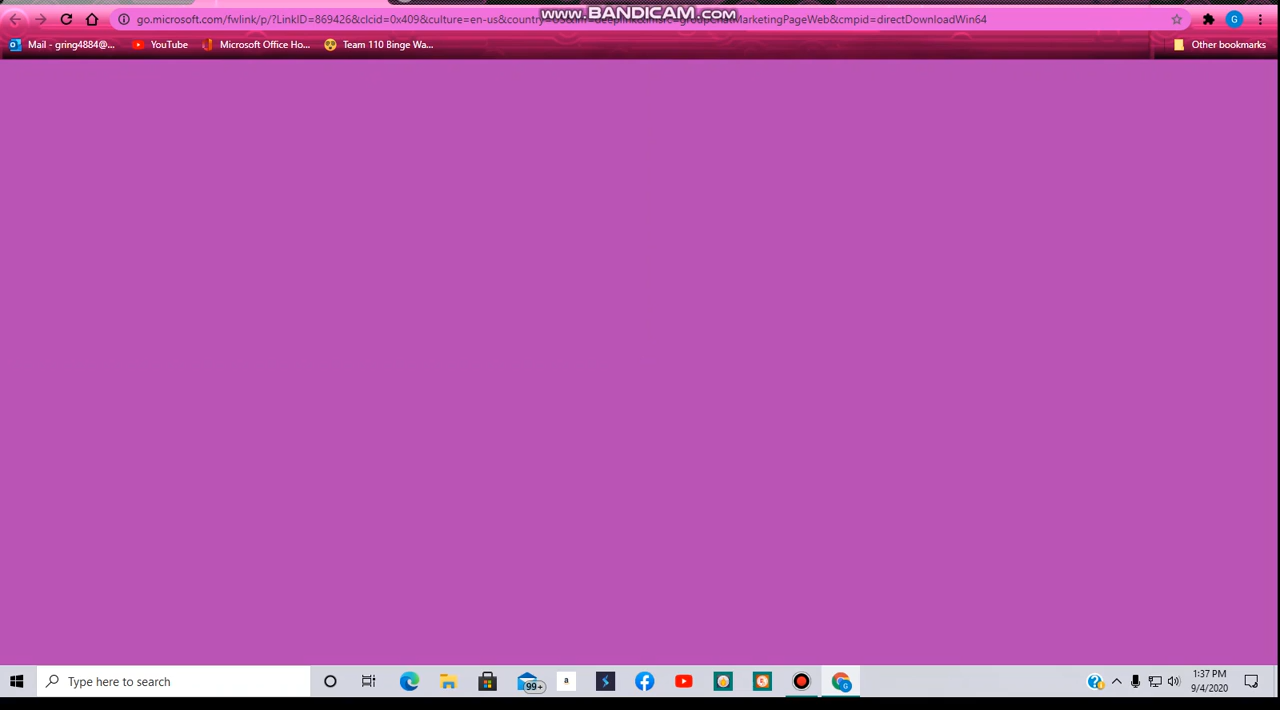 www.BANDICAM.com
go.microsoft.com/fwlink/p/?LinkID=869426&clcid=0x409&culture=en-us&country
groupChatMarketingPageWeb&cmpid=directDownloadWin64
G
Mail - gring4884@...
YouTube
Microsoft Office Ho...
Team 110 Binge Wa...
Other bookmarks
Type here to search
99+
a
1:37 PM
9/4/2020